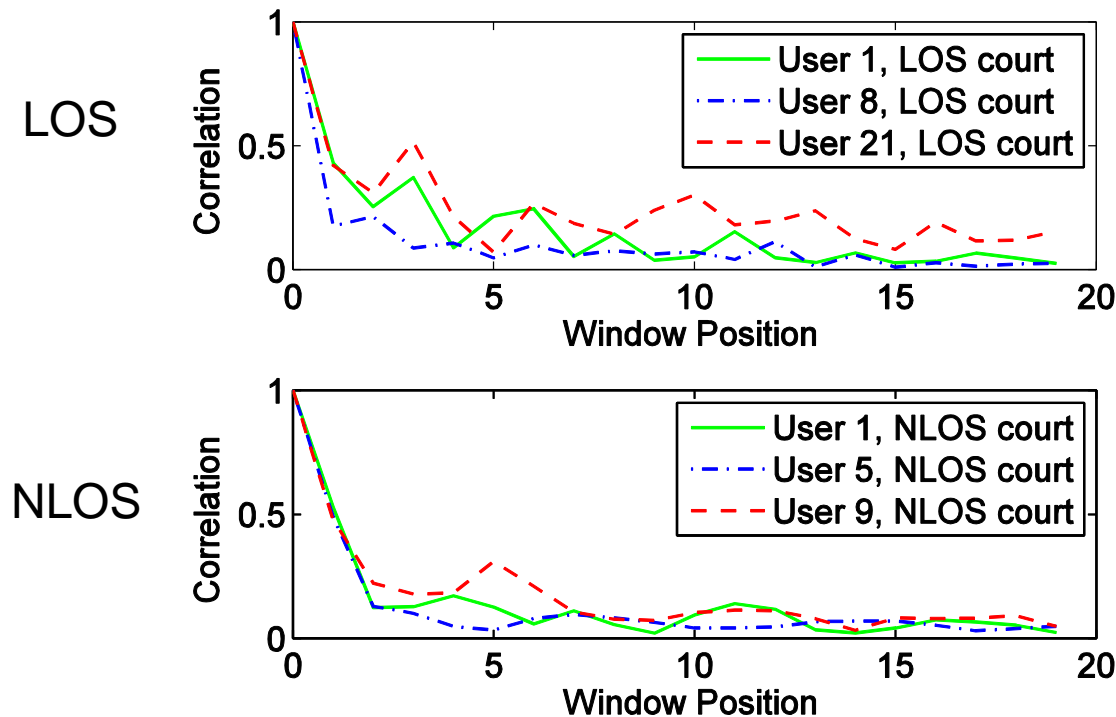 LOS
1
0.5
0
Correlation
User 1, LOS court
User 8, LOS court
User 21, LOS court
0 5 10 15 20
Window Position
NLOS
1
0.5
0
Correlation
User 1, NLOS court
User 5, NLOS court
User 9, NLOS court
0 5 10 15 20
Window Position